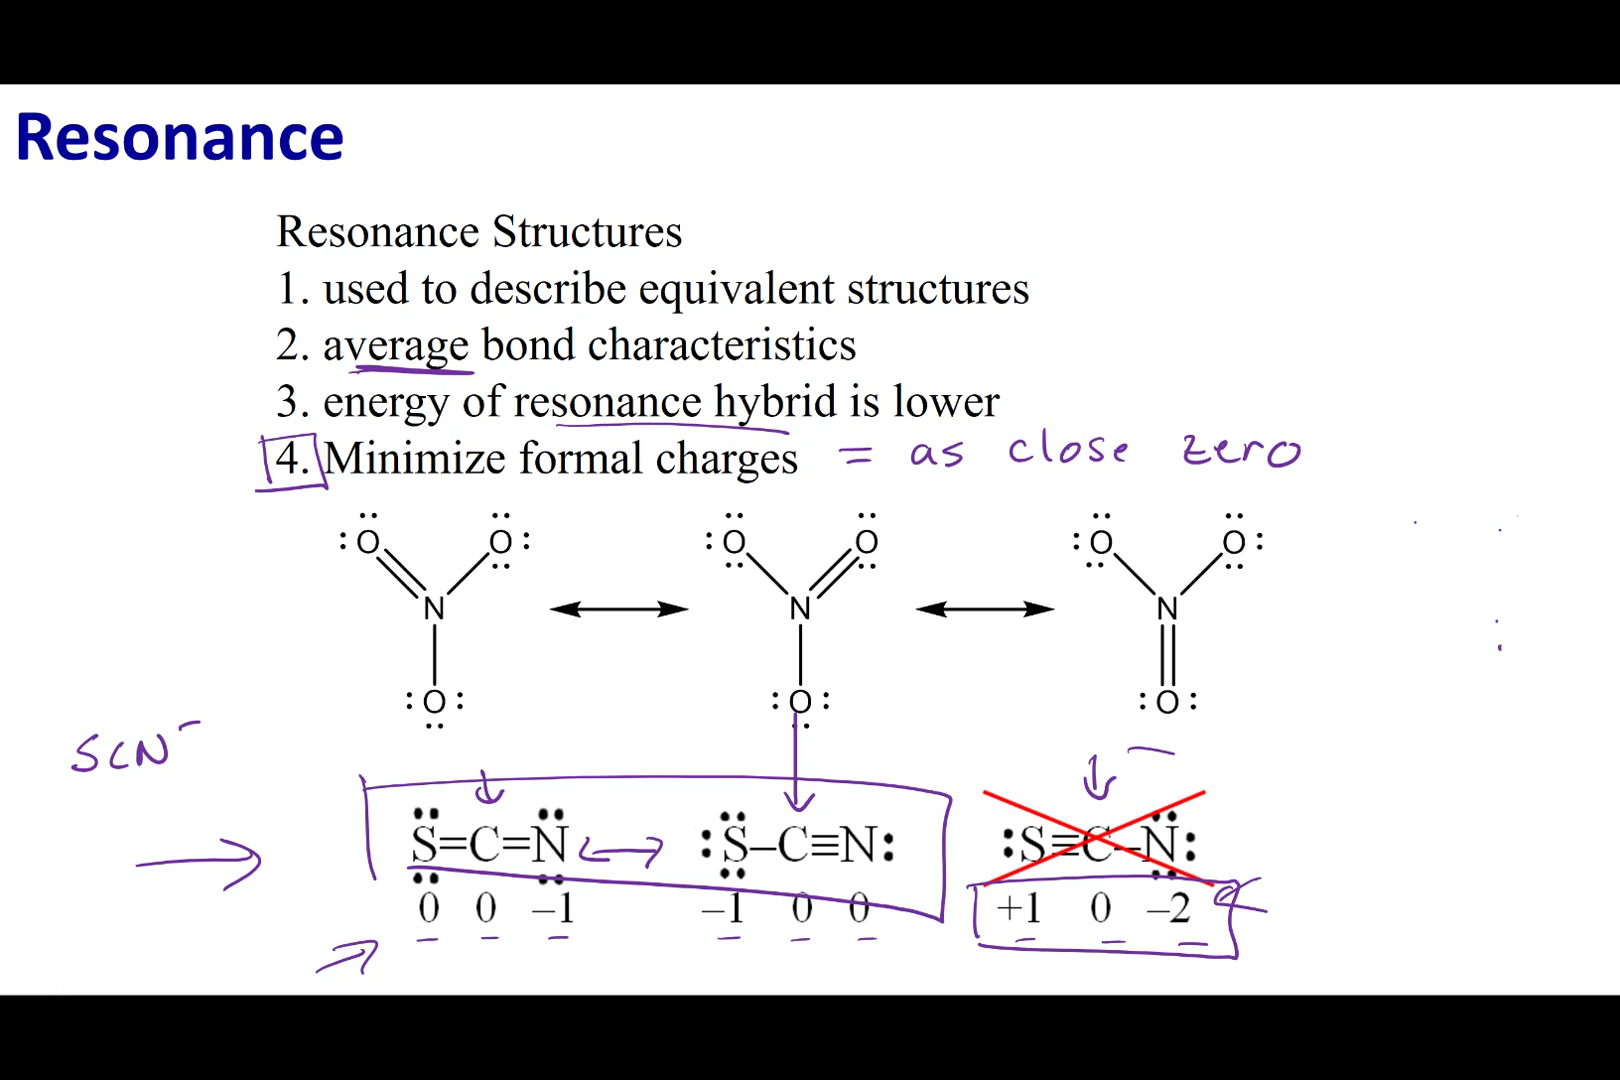 Resonance
Resonance Structures
1. used to describe equivalent structures
2. average bond characteristics
3. energy of resonance hybrid is lower
4. Minimize formal charges = as close zero
:O O: :O O :O O:
N N N
:O: :O: :O:
SCN⁻
S=C=N :S–C≡N: :S≡C–N:
0 0 –1 –1 0 0 +1 0 –2